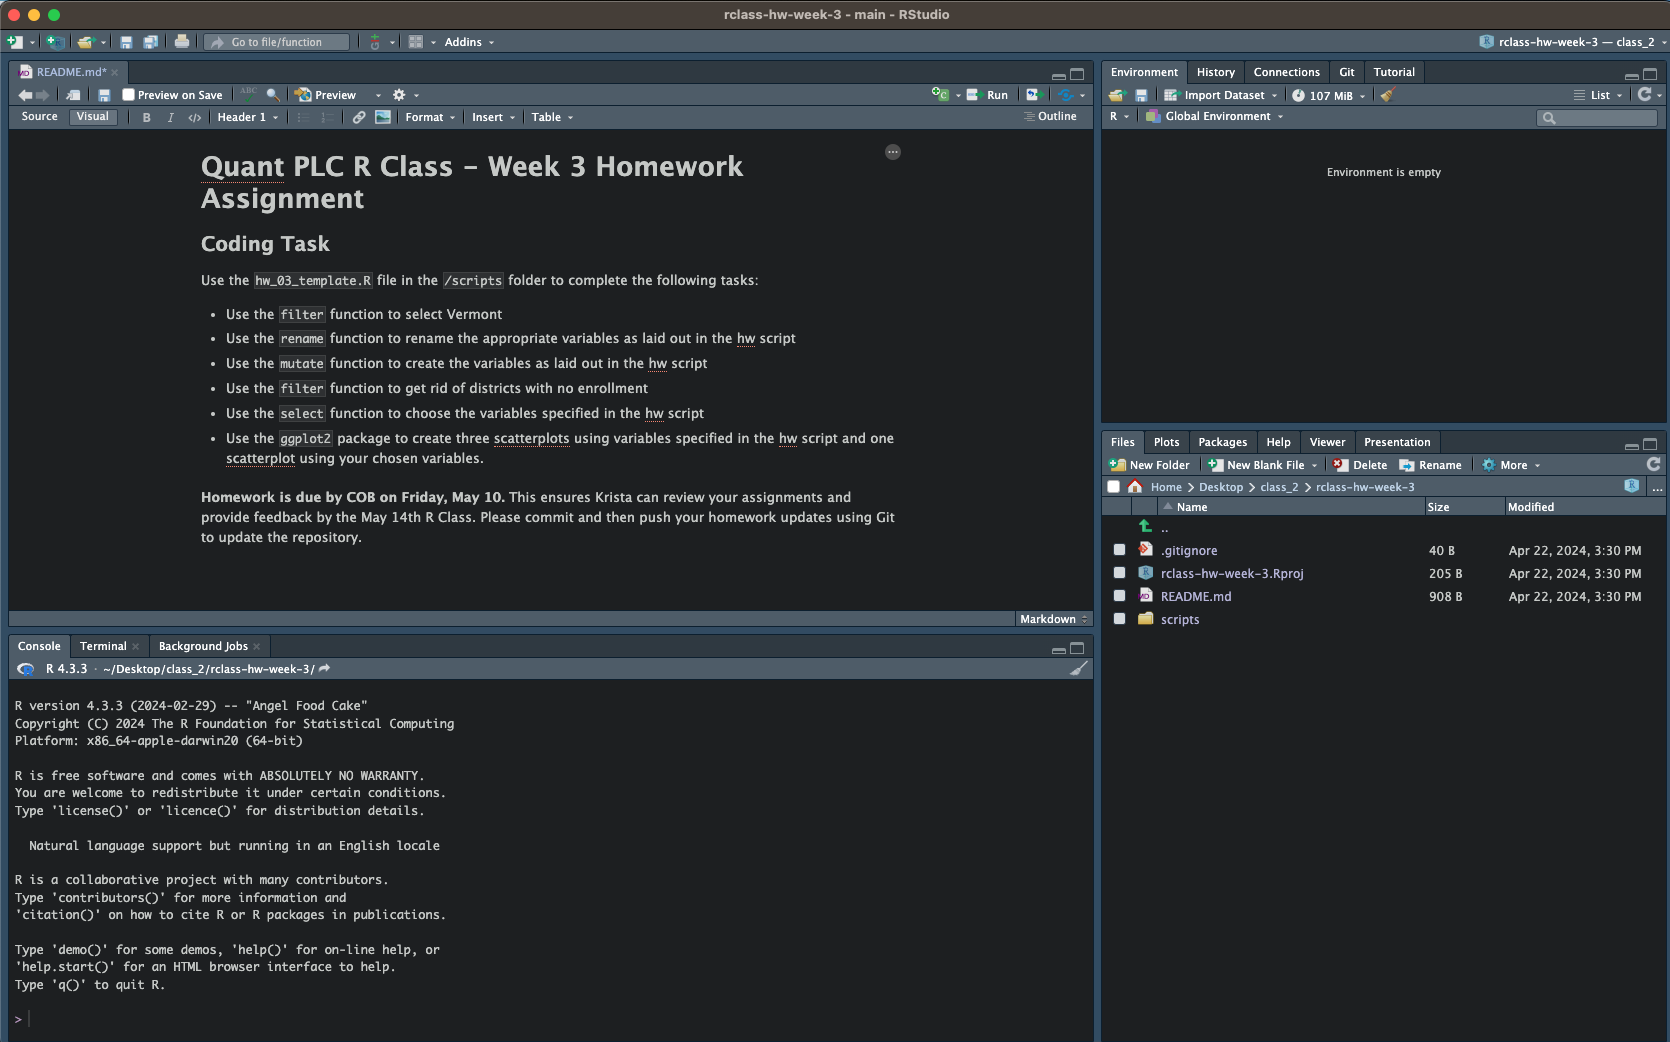 rclass-hw-week-3 - main - RStudio
Go to file/function
Addins
rclass-hw-week-3 — class_2
README.md*
Preview on Save
ABC
Preview
Run
Source
Visual
B
I
</>
Header 1
Format
Insert
Table
Outline
Quant PLC R Class - Week 3 Homework
Assignment
Coding Task
Use the hw_03_template.R file in the /scripts folder to complete the following tasks:
• Use the filter function to select Vermont
• Use the rename function to rename the appropriate variables as laid out in the hw script
• Use the mutate function to create the variables as laid out in the hw script
• Use the filter function to get rid of districts with no enrollment
• Use the select function to choose the variables specified in the hw script
• Use the ggplot2 package to create three scatterplots using variables specified in the hw script and one
scatterplot using your chosen variables.
Homework is due by COB on Friday, May 10. This ensures Krista can review your assignments and
provide feedback by the May 14th R Class. Please commit and then push your homework updates using Git
to update the repository.
Markdown
Console
Terminal
Background Jobs
R 4.3.3 · ~/Desktop/class_2/rclass-hw-week-3/
R version 4.3.3 (2024-02-29) -- "Angel Food Cake"
Copyright (C) 2024 The R Foundation for Statistical Computing
Platform: x86_64-apple-darwin20 (64-bit)
R is free software and comes with ABSOLUTELY NO WARRANTY.
You are welcome to redistribute it under certain conditions.
Type 'license()' or 'licence()' for distribution details.
Natural language support but running in an English locale
R is a collaborative project with many contributors.
Type 'contributors()' for more information and
'citation()' on how to cite R or R packages in publications.
Type 'demo()' for some demos, 'help()' for on-line help, or
'help.start()' for an HTML browser interface to help.
Type 'q()' to quit R.
>
Environment
History
Connections
Git
Tutorial
Import Dataset
107 MiB
List
R
Global Environment
Environment is empty
Files
Plots
Packages
Help
Viewer
Presentation
New Folder
New Blank File
Delete
Rename
More
Home > Desktop > class_2 > rclass-hw-week-3
...
Name Size Modified
..
.gitignore 40 B Apr 22, 2024, 3:30 PM
rclass-hw-week-3.Rproj 205 B Apr 22, 2024, 3:30 PM
README.md 908 B Apr 22, 2024, 3:30 PM
scripts